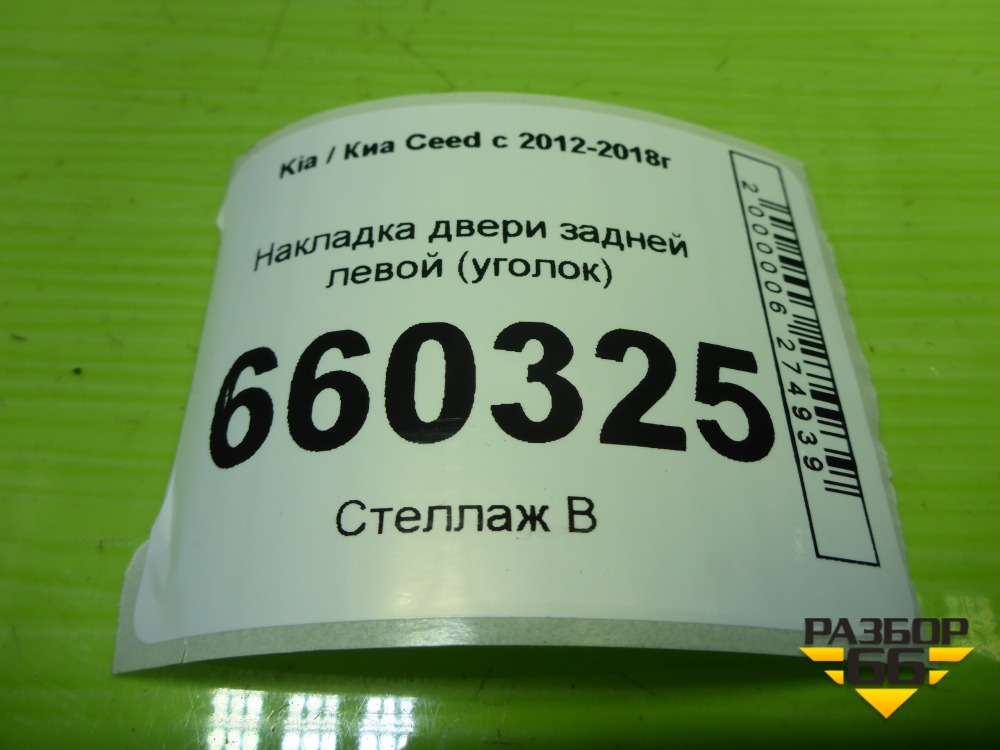 Kia / Киа Ceed с 2012-2018г
Накладка двери задней
левой (уголок)
660325
Стеллаж В
2000006274939
РАЗБОР
66